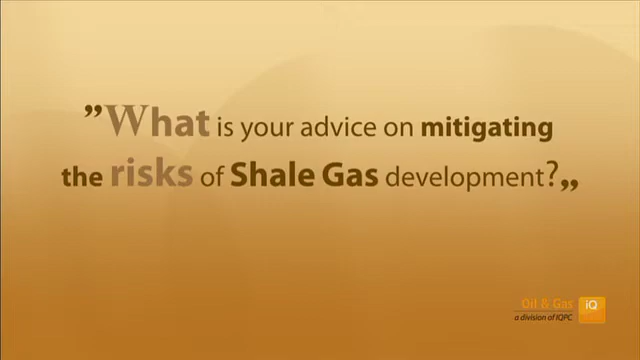 ”What is your advice on mitigating
the risks of Shale Gas development?„
Oil & Gas iQ
a division of IQPC